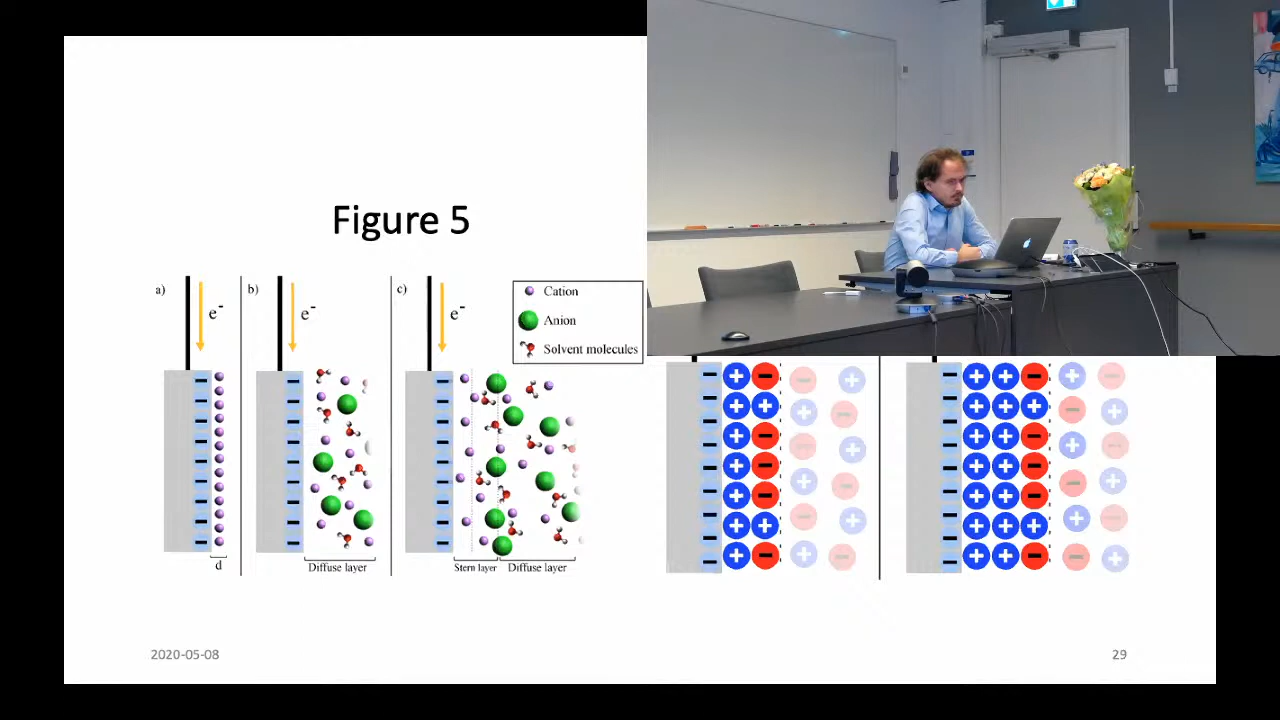 Figure 5
a)
e-
b)
e-
c)
e-
Cation
Anion
Solvent molecules
d
Diffuse layer
Stern layer
Diffuse layer
2020-05-08
29